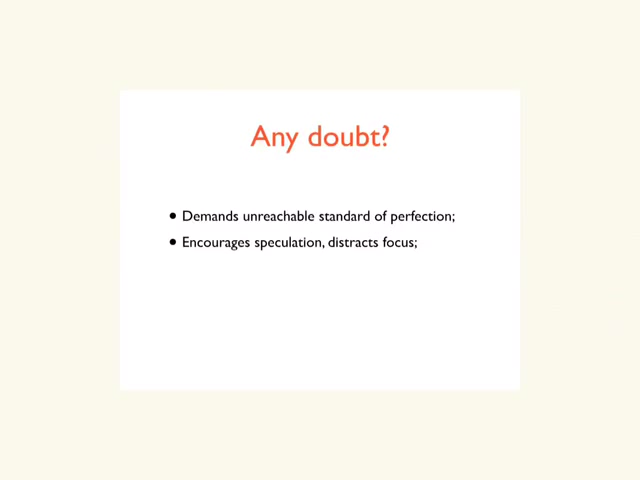 Any doubt?
• Demands unreachable standard of perfection;
• Encourages speculation, distracts focus;